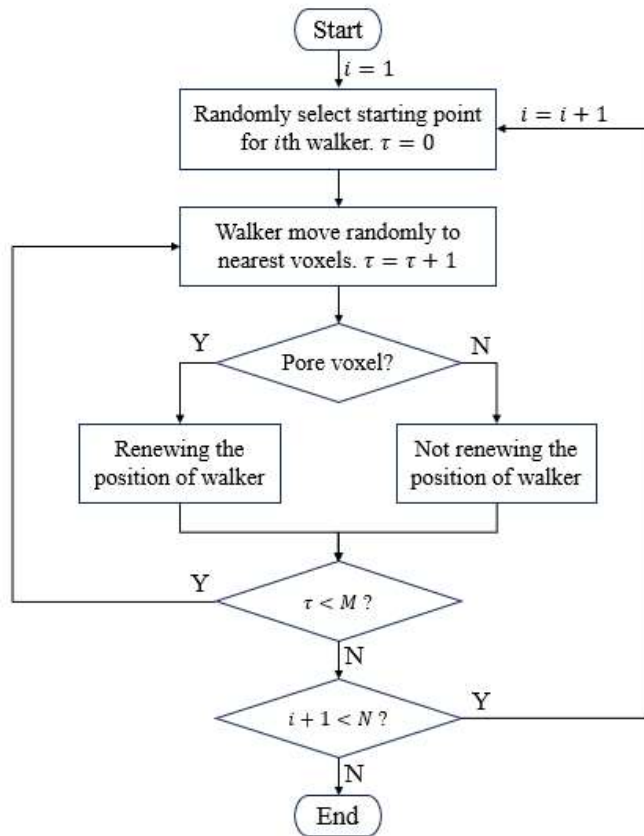 Start
i = 1
Randomly select starting point
for ith walker. τ = 0
i = i + 1
Walker move randomly to
nearest voxels. τ = τ + 1
Y
Pore voxel?
N
Renewing the
position of walker
Not renewing the
position of walker
Y
τ < M ?
N
i + 1 < N ?
Y
N
End